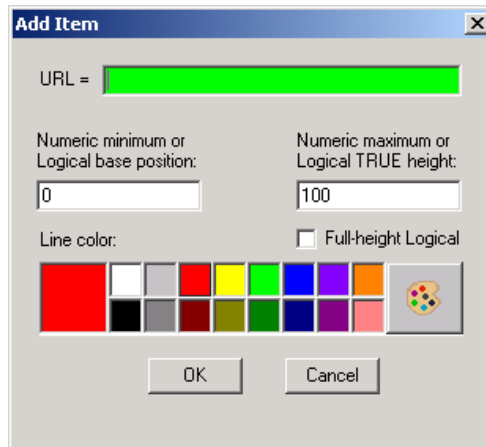 Add Item
URL =
Numeric minimum or
Logical base position:
0
Numeric maximum or
Logical TRUE height:
100
Line color:
Full-height Logical
OK
Cancel